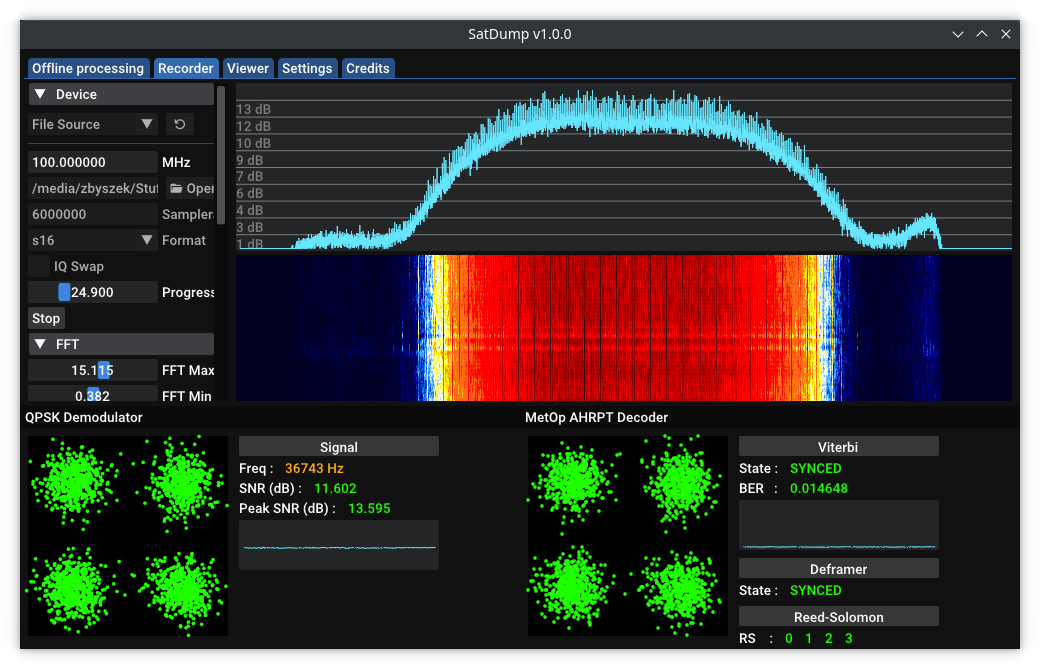 SatDump v1.0.0
Offline processing Recorder Viewer Settings Credits
Device
File Source
100.000000 MHz
/media/zbyszek/Stuf Open
6000000 Sampler
s16 Format
IQ Swap
24.900 Progress
Stop
FFT
15.115 FFT Max
0.382 FFT Min
13 dB
12 dB
10 dB
9 dB
7 dB
6 dB
4 dB
3 dB
1 dB
QPSK Demodulator
Signal
Freq : 36743 Hz
SNR (dB) : 11.602
Peak SNR (dB) : 13.595
MetOp AHRPT Decoder
Viterbi
State : SYNCED
BER : 0.014648
Deframer
State : SYNCED
Reed-Solomon
RS : 0 1 2 3